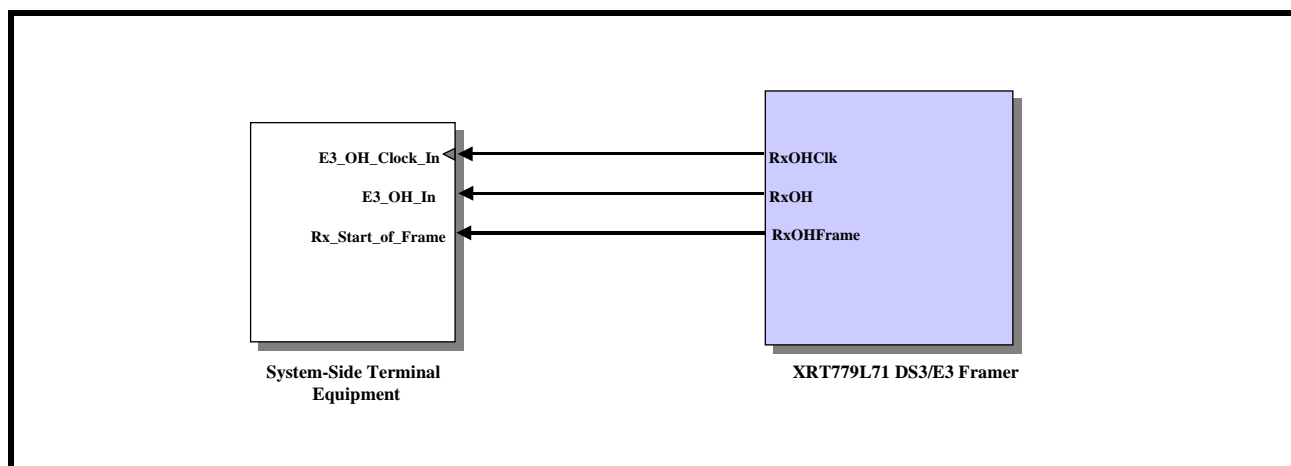 E3_OH_Clock_In
RxOHClk
E3_OH_In
RxOH
Rx_Start_of_Frame
RxOHFrame
System-Side Terminal
Equipment
XRT779L71 DS3/E3 Framer